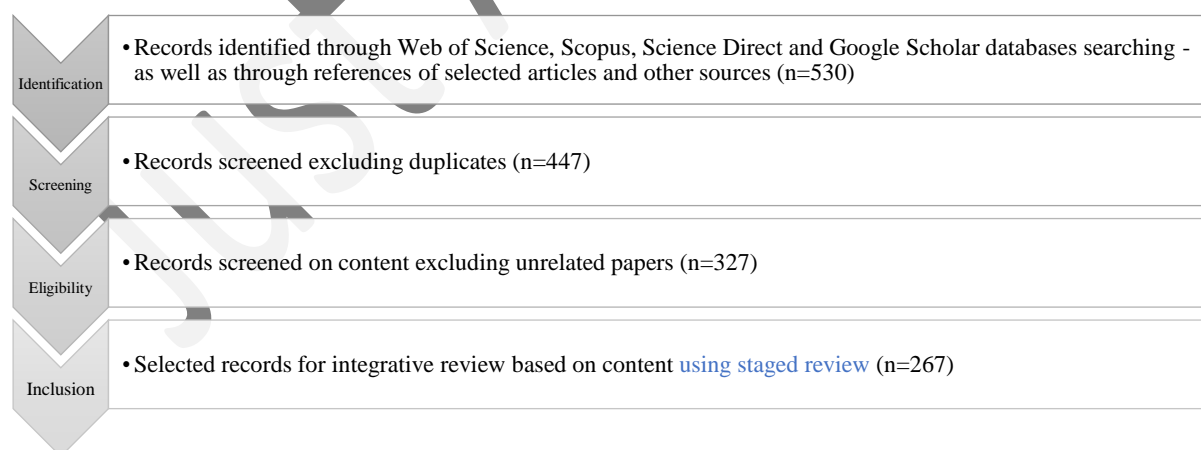 Identification
• Records identified through Web of Science, Scopus, Science Direct and Google Scholar databases searching -
as well as through references of selected articles and other sources (n=530)
Screening
• Records screened excluding duplicates (n=447)
Eligibility
• Records screened on content excluding unrelated papers (n=327)
Inclusion
• Selected records for integrative review based on content using staged review (n=267)
Just